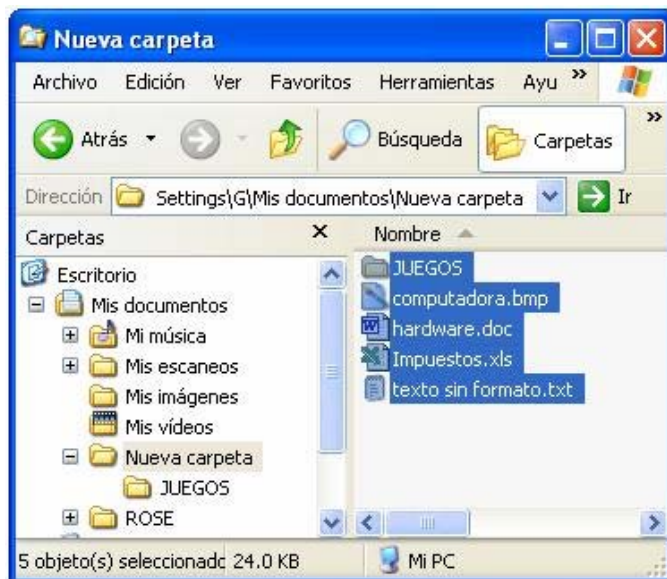 Nueva carpeta
Archivo Edición Ver Favoritos Herramientas Ayu »
Atrás Búsqueda Carpetas »
Dirección Settings\G\Mis documentos\Nueva carpeta Ir
Carpetas × Nombre
Escritorio
Mis documentos
Mi música
Mis escaneos
Mis imágenes
Mis vídeos
Nueva carpeta
JUEGOS
ROSE
JUEGOS
computadora.bmp
hardware.doc
Impuestos.xls
texto sin formato.txt
5 objeto(s) seleccionadc 24.0 KB Mi PC